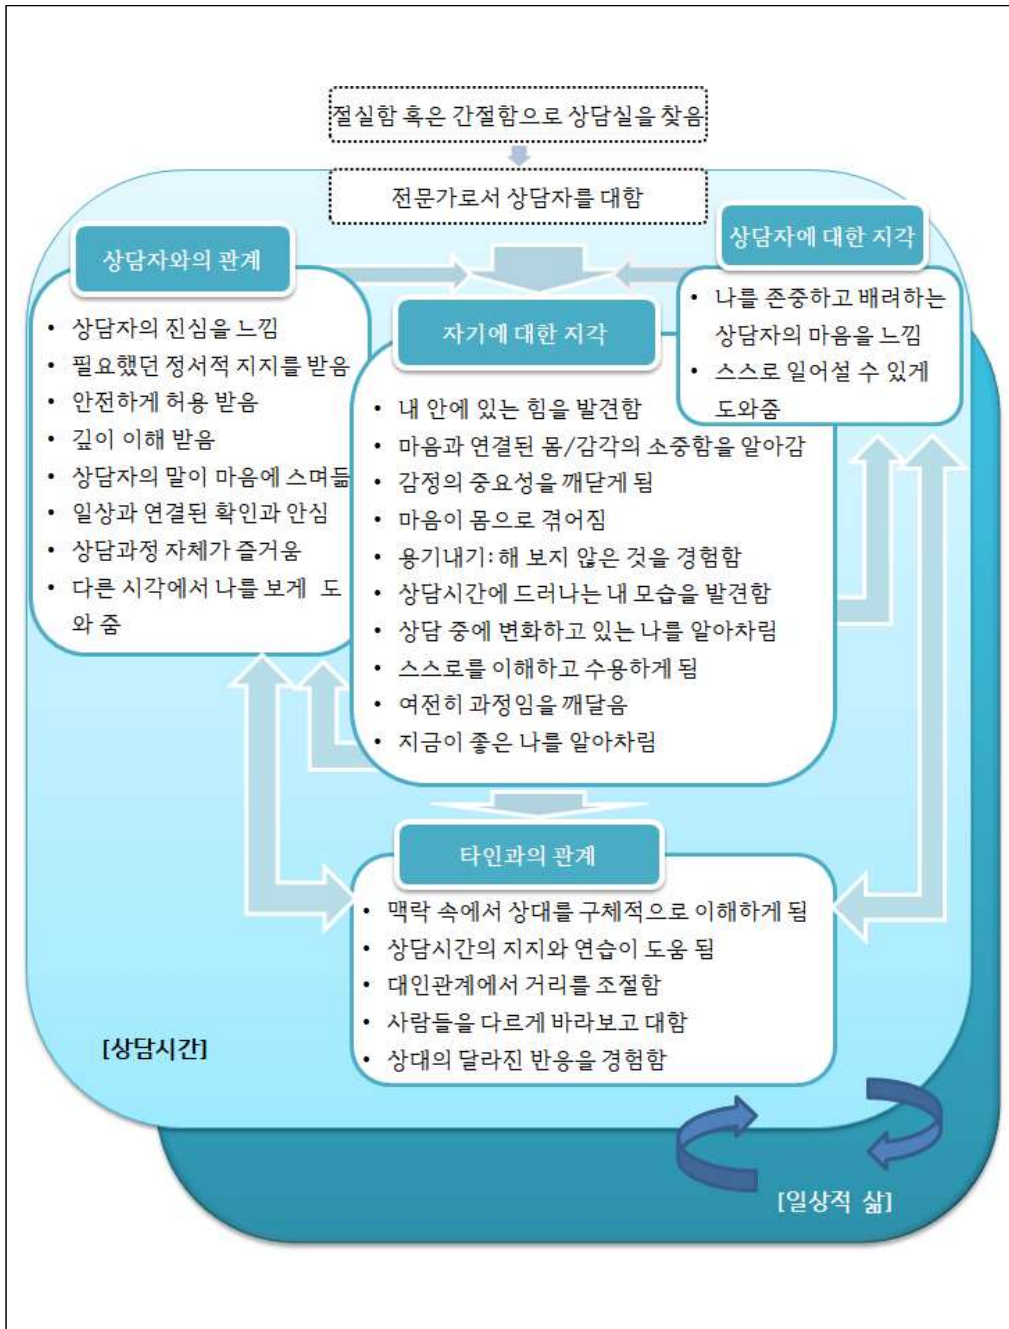 절실함 혹은 간절함으로 상담실을 찾음
전문가로서 상담자를 대함
상담자와의 관계
• 상담자의 진심을 느낌
• 필요했던 정서적 지지를 받음
• 안전하게 허용 받음
• 깊이 이해 받음
• 상담자의 말이 마음에 스며듦
• 일상과 연결된 확인과 안심
• 상담과정 자체가 즐거움
• 다른 시각에서 나를 보게 도
와 줌
자기에 대한 지각
• 내 안에 있는 힘을 발견함
• 마음과 연결된 몸/감각의 소중함을 알아감
• 감정의 중요성을 깨닫게 됨
• 마음이 몸으로 겪어짐
• 용기내기: 해 보지 않은 것을 경험함
• 상담시간에 드러나는 내 모습을 발견함
• 상담 중에 변화하고 있는 나를 알아차림
• 스스로를 이해하고 수용하게 됨
• 여전히 과정임을 깨달음
• 지금이 좋은 나를 알아차림
상담자에 대한 지각
• 나를 존중하고 배려하는
상담자의 마음을 느낌
• 스스로 일어설 수 있게
도와줌
타인과의 관계
• 맥락 속에서 상대를 구체적으로 이해하게 됨
• 상담시간의 지지와 연습이 도움 됨
• 대인관계에서 거리를 조절함
• 사람들을 다르게 바라보고 대함
• 상대의 달라진 반응을 경험함
[상담시간]
[일상적 삶]